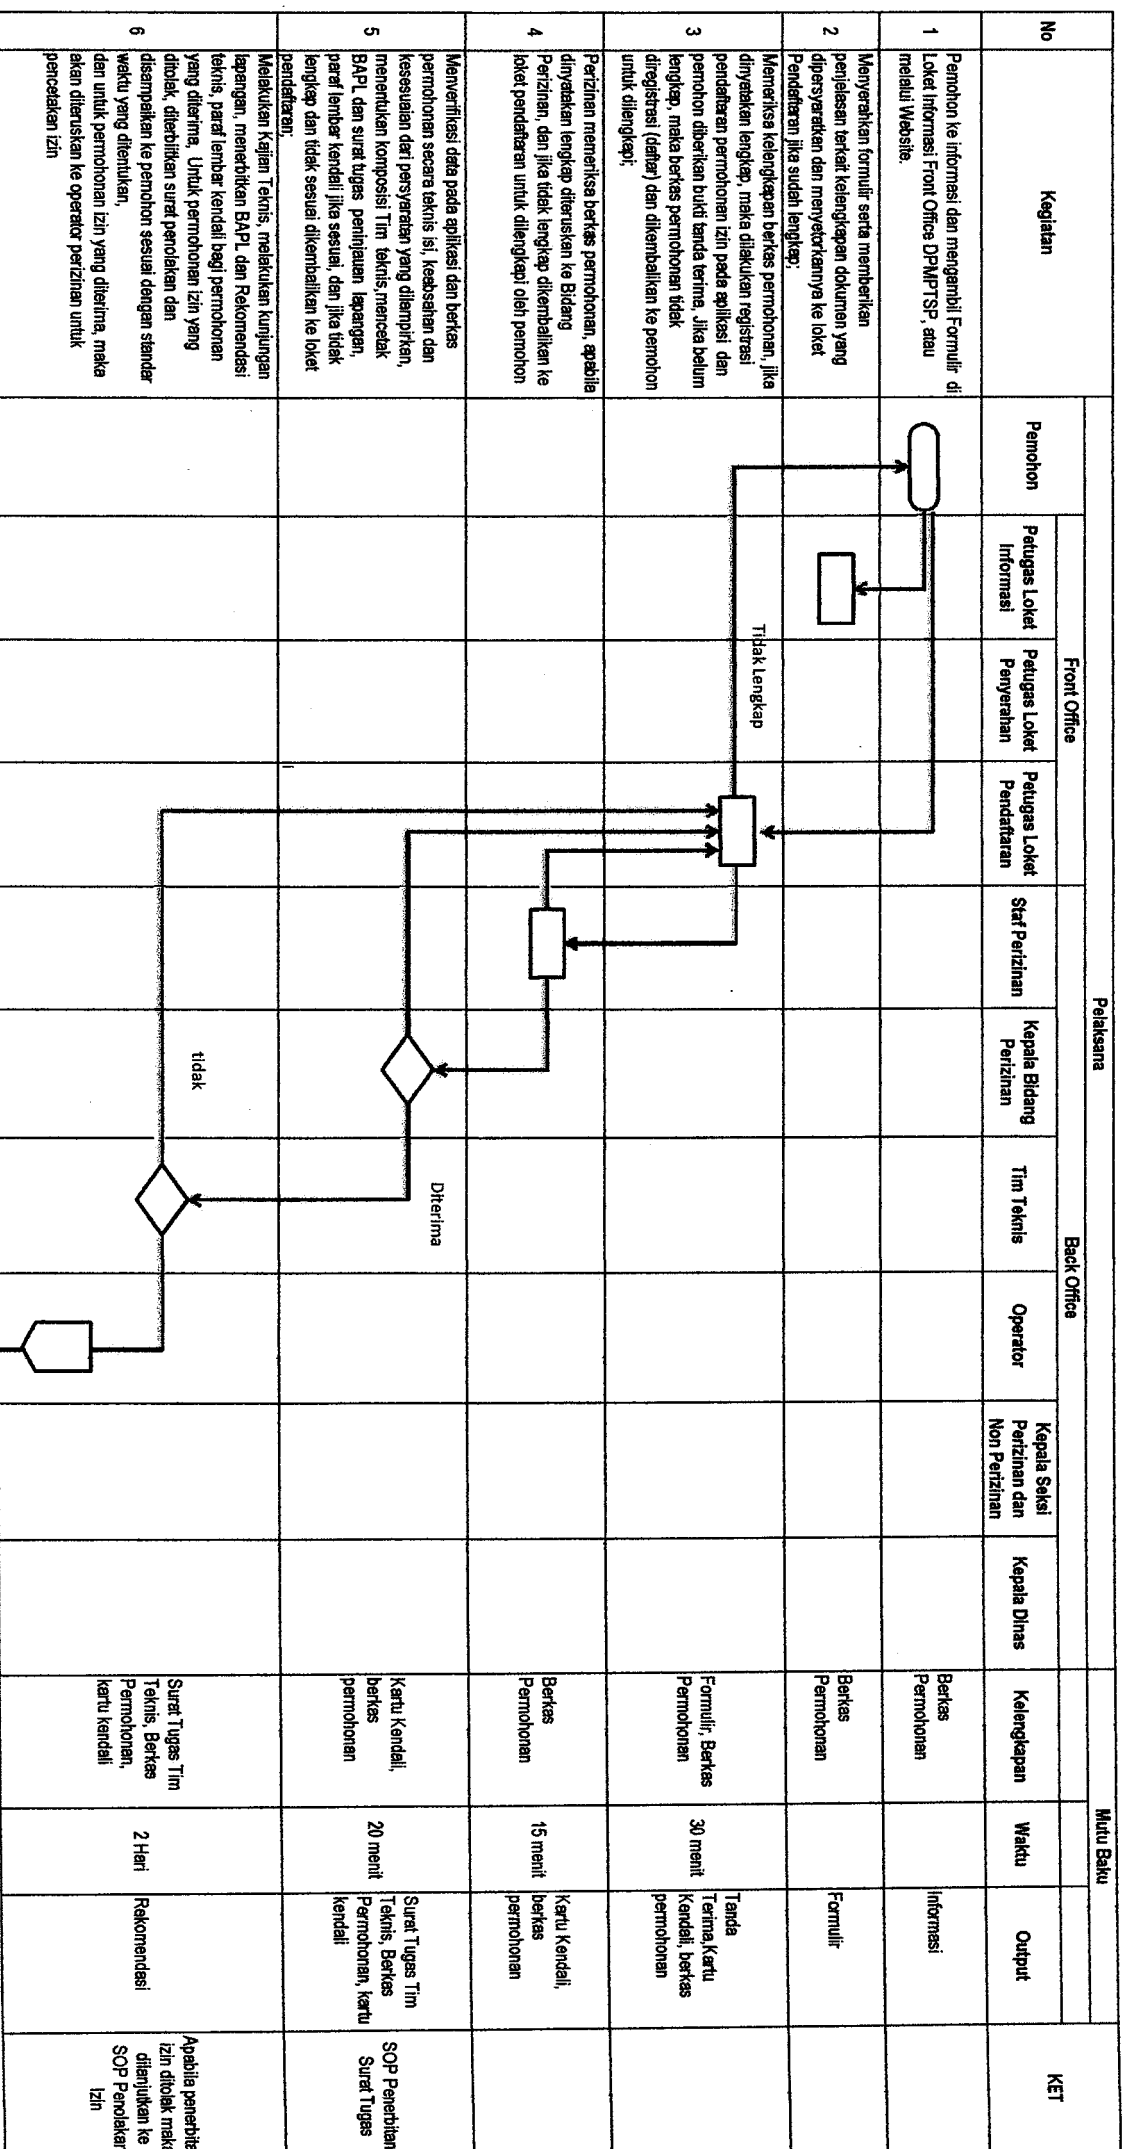 No
Kegiatan
Pelaksana
Mutu Baku
KET
Pemohon
Front Office
Back Office
Petugas Loket
Informasi
Petugas Loket
Penyerahan
Petugas Loket
Pendaftaran
Staf Perizinan
Kepala Bidang
Perizinan
Tim Teknis
Operator
Kepala Seksi
Perizinan dan
Non Perizinan
Kepala Dinas
Kelengkapan
Waktu
Output
1
Pemohon ke informasi dan mengambil Formulir di
Loket Informasi Front Office DPMPTSP, atau
melalui Website.
Berkas
Permohonan
Informasi
2
Menyerahkan formulir serta memberikan
penjelasan terkait kelengkapan dokumen yang
dipersyaratkan dan menyetorkannya ke loket
Pendaftaran jika sudah lengkap;
Berkas
Permohonan
Formulir
3
Memeriksa kelengkapan berkas permohonan, jika
dinyatakan lengkap, maka dilakukan registrasi
pendaftaran permohonan izin pada aplikasi dan
pemohon diberikan bukti tanda terima, Jika belum
lengkap, maka berkas permohonan tidak
diregistrasi (daftar) dan dikembalikan ke pemohon
untuk dilengkapi;
Tidak Lengkap
Formulir, Berkas
Permohonan
30 menit
Tanda
Terima,Kartu
Kendali, berkas
permohonan
4
Perizinan memeriksa berkas permohonan, apabila
dinyatakan lengkap diteruskan ke Bidang
Perizinan, dan jika tidak lengkap dikembalikan ke
loket pendaftaran untuk dilengkapi oleh pemohon
Berkas
Permohonan
15 menit
Kartu Kendali,
berkas
permohonan
5
Menverifikasi data pada aplikasi dan berkas
permohonan secara teknis isi, keabsahan dan
kesesuaian dari persyaratan yang dilampirkan,
menentukan komposisi Tim teknis,mencetak
BAPL dan surat tugas peninjauan lapangan,
paraf lembar kendali jika sesuai, dan jika tidak
lengkap dan tidak sesuai dikembalikan ke loket
pendaftaran;
Diterima
Kartu Kendali,
berkas
permohonan
20 menit
Surat Tugas Tim
Teknis, Berkas
Permohonan, kartu
kendali
SOP Penerbitan
Surat Tugas
6
Melakukan Kajian Teknis, melakukan kunjungan
lapangan, menerbitkan BAPL dan Rekomendasi
teknis, paraf lembar kendali bagi permohonan
yang diterima, Untuk permohonan izin yang
ditolak, diterbitkan surat penolakan dan
disampaikan ke pemohon sesuai dengan standar
waktu yang ditentukan,
dan untuk permohonan izin yang diterima, maka
akan diteruskan ke operator perizinan untuk
pencetakan izin
tidak
Surat Tugas Tim
Teknis, Berkas
Permohonan,
kartu kendali
2 Hari
Rekomendasi
Apabila penerbita
izin ditolak maka
dilanjutkan ke
SOP Penolakan
Izin